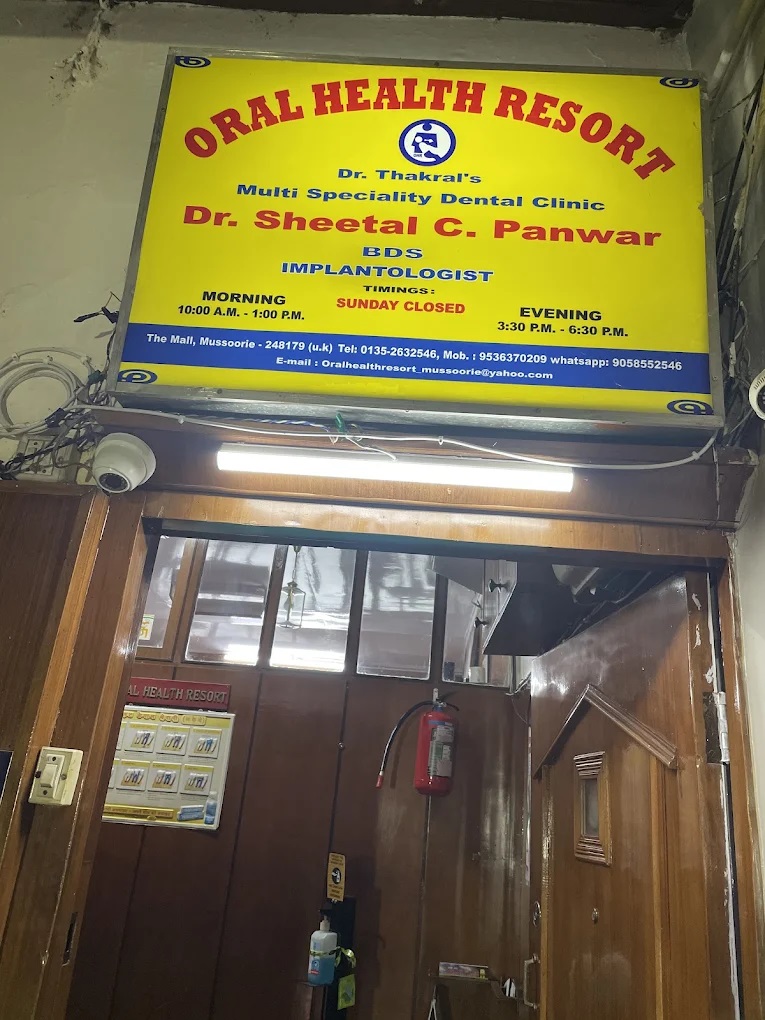 ORAL HEALTH RESORT
Dr. Thakral's
Multi Speciality Dental Clinic
Dr. Sheetal C. Panwar
BDS
IMPLANTOLOGIST
TIMINGS:
SUNDAY CLOSED
MORNING
10:00 A.M. - 1:00 P.M.
EVENING
3:30 P.M. - 6:30 P.M.
The Mall, Mussoorie - 248179 (u.k) Tel: 0135-2632546, Mob. : 9536370209 whatsapp: 9058552546
E-mail : Oralhealthresort_mussoorie@yahoo.com
AL HEALTH RESORT